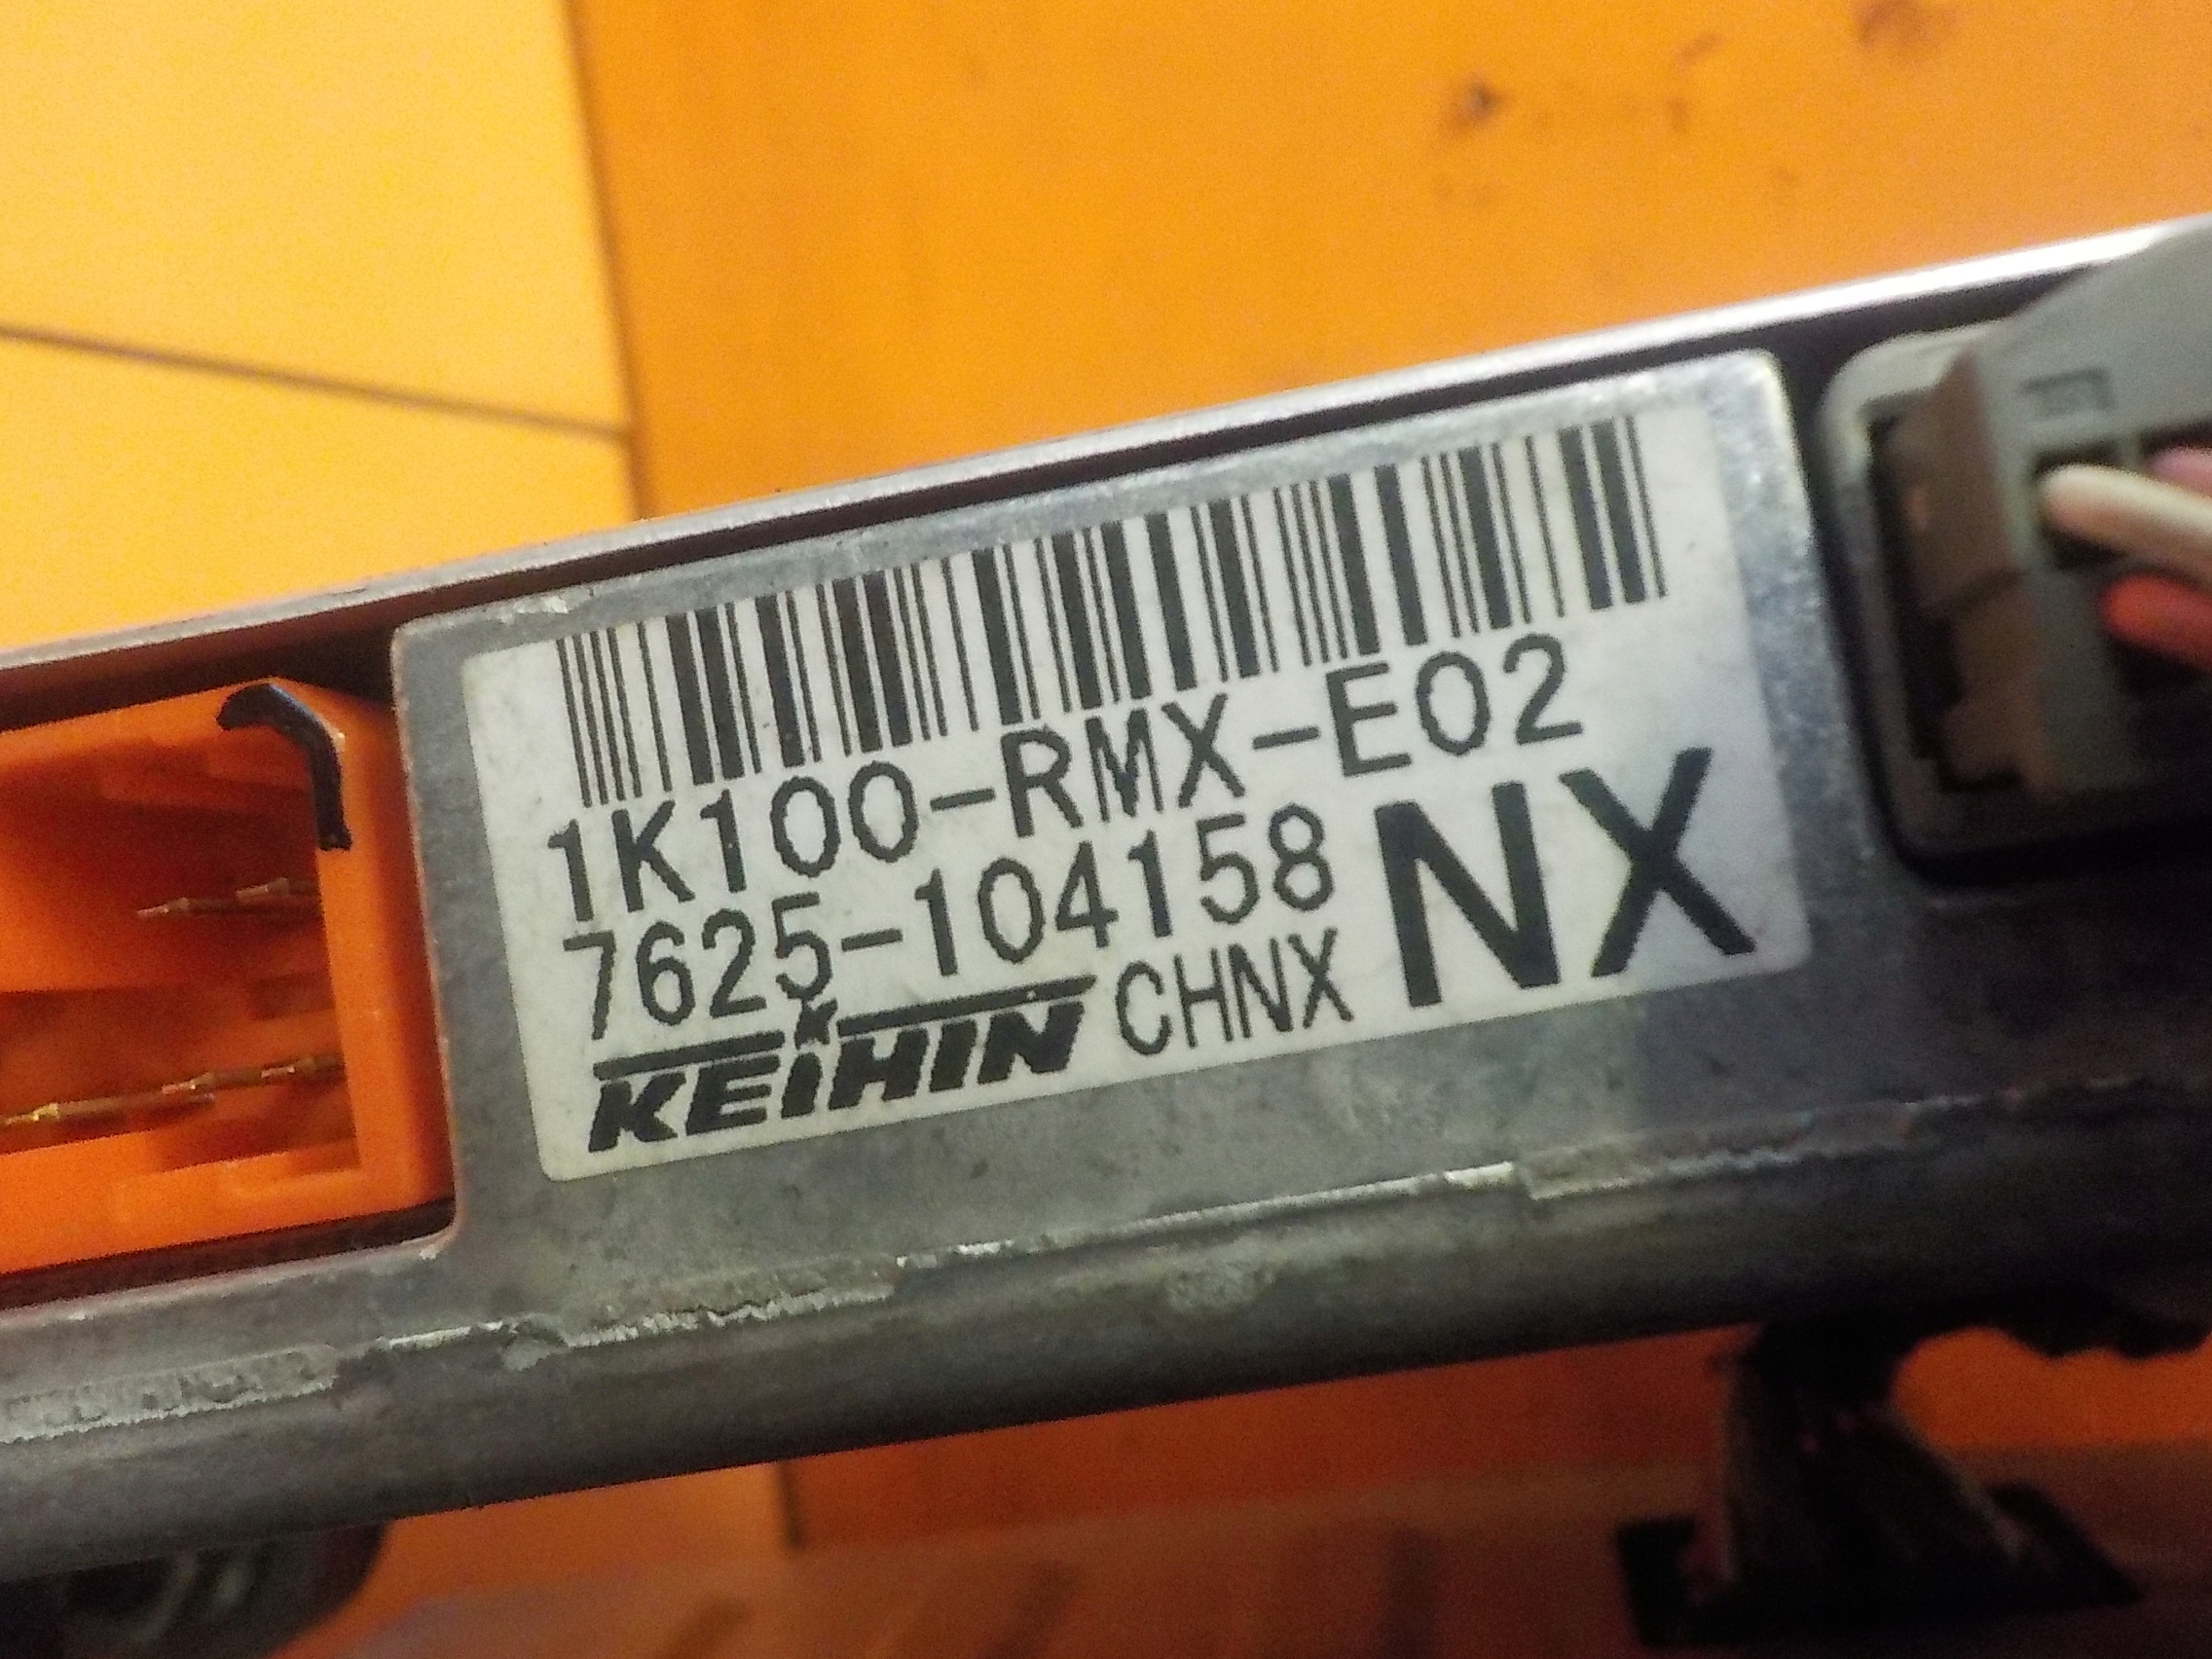 1K100-RMX-E02
7625-104158
NX
KEIHIN CHNX